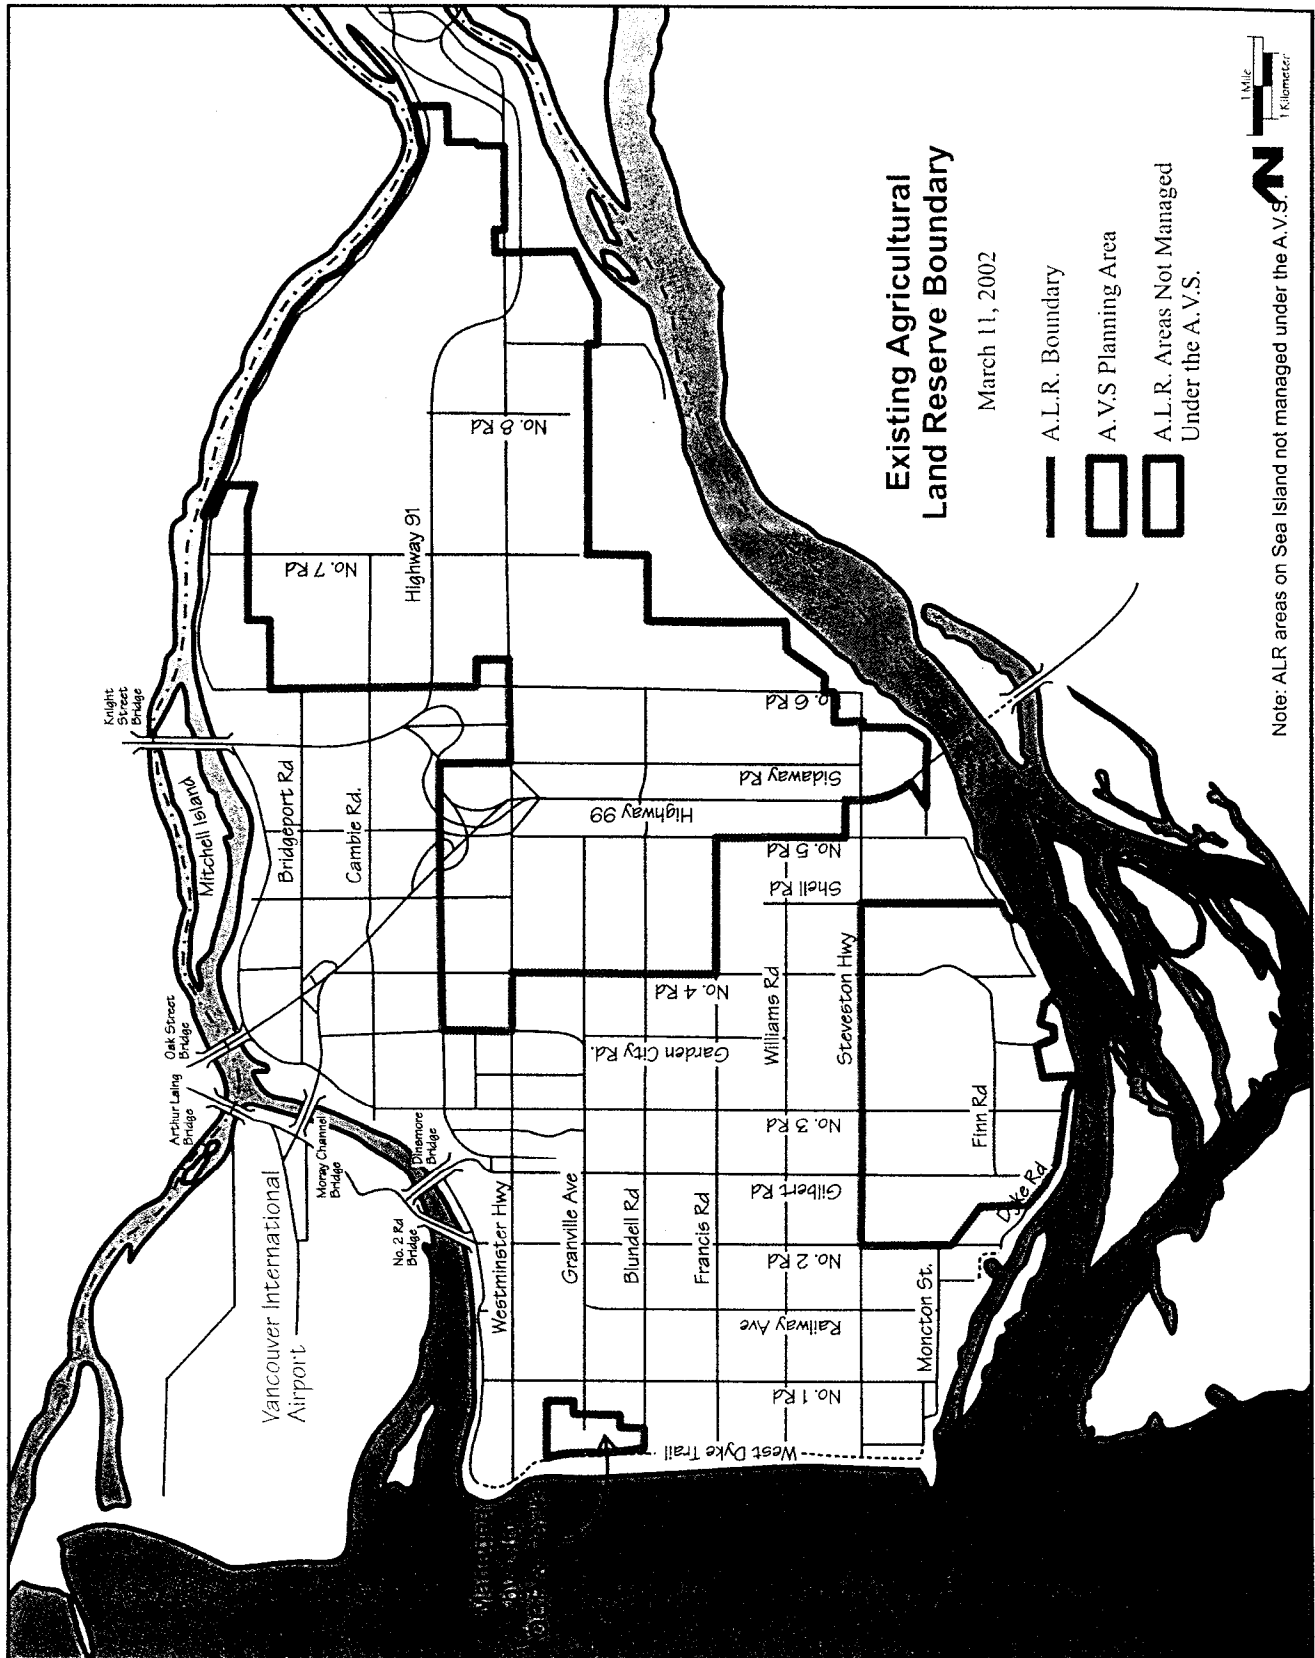 Existing Agricultural
Land Reserve Boundary
March 11, 2002
A.L.R. Boundary
A.V.S Planning Area
A.L.R. Areas Not Managed
Under the A.V.S.
Note: ALR areas on Sea Island not managed under the A.V.S.
1 Mile
1 Kilometer
N
Knight
Street
Bridge
Mitchell Island
Oak Street
Bridge
Arthur Laing
Bridge
Moray Channel
Bridge
Dinsmore
Bridge
No. 2 Rd
Bridge
Vancouver International
Airport
Bridgeport Rd
Cambie Rd.
Highway 91
Westminster Hwy
Granville Ave
Blundell Rd
Francis Rd
Williams Rd
Steveston Hwy
Finn Rd
Dyke Rd
Moncton St.
West Dyke Trail
No. 1 Rd
Railway Ave
No. 2 Rd
Gilbert Rd
No. 3 Rd
Garden City Rd.
No. 4 Rd
Shell Rd
No. 5 Rd
Highway 99
Sidaway Rd
o. 6 Rd
No. 7 Rd
No. 8 Rd